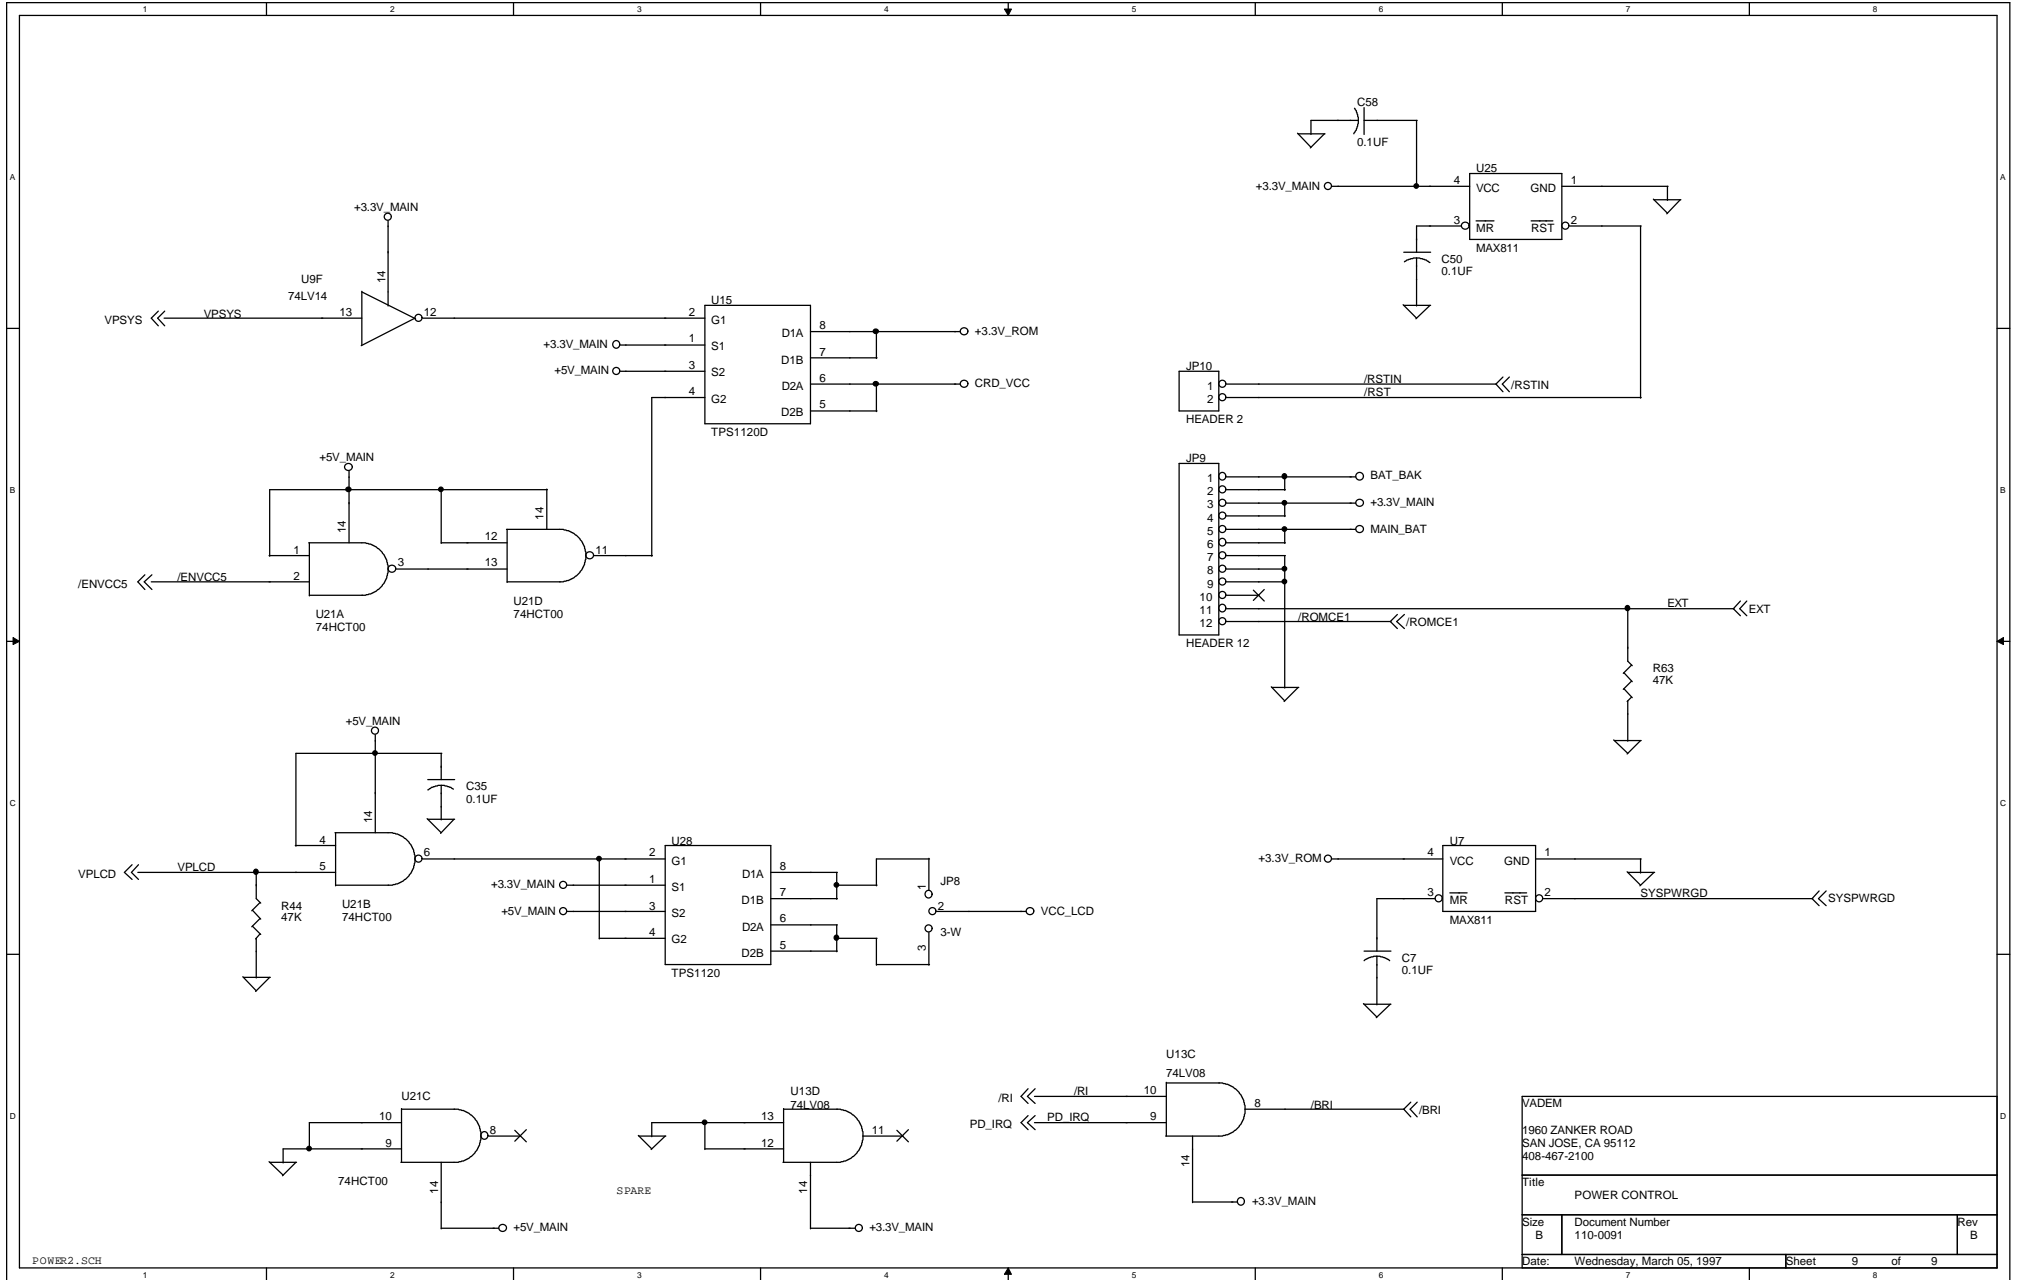 1 2 3 4 5 6 7 8
A
B
C
D
A
B
C
D
+3.3V_MAIN
U9F
74LV14
VPSYS
VPSYS
13
14
12
U15
2 G1
1 S1
3 S2
4 G2
D1A 8
D1B 7
D2A 6
D2B 5
TPS1120D
+3.3V_MAIN
+5V_MAIN
+3.3V_ROM
CRD_VCC
+5V_MAIN
14
14
1
2
3
12
13
11
/ENVCC5
/ENVCC5
U21A
74HCT00
U21D
74HCT00
+5V_MAIN
C35
0.1UF
14
4
5
6
VPLCD
VPLCD
R44
47K
U21B
74HCT00
U28
2 G1
1 S1
3 S2
4 G2
D1A 8
D1B 7
D2A 6
D2B 5
TPS1120
+3.3V_MAIN
+5V_MAIN
JP8
1
2
3
3-W
VCC_LCD
U21C
10
9
8
14
74HCT00
+5V_MAIN
SPARE
U13D
74LV08
13
12
11
14
+3.3V_MAIN
U13C
74LV08
/RI
/RI
10
PD_IRQ
PD_IRQ
9
8
/BRI
/BRI
14
+3.3V_MAIN
C58
0.1UF
+3.3V_MAIN
U25
4 VCC GND 1
3 MR RST 2
MAX811
C50
0.1UF
JP10
1
2
HEADER 2
/RSTIN
/RSTIN
/RST
JP9
1
2
3
4
5
6
7
8
9
10
11
12
HEADER 12
BAT_BAK
+3.3V_MAIN
MAIN_BAT
EXT
EXT
/ROMCE1
/ROMCE1
R63
47K
+3.3V_ROM
U7
4 VCC GND 1
3 MR RST 2
MAX811
SYSPWRGD
SYSPWRGD
C7
0.1UF
VADEM
1960 ZANKER ROAD
SAN JOSE, CA 95112
408-467-2100
Title
POWER CONTROL
Size Document Number Rev
B 110-0091 B
Date: Wednesday, March 05, 1997 Sheet 9 of 9
POWER2.SCH
1 2 3 4 5 6 7 8